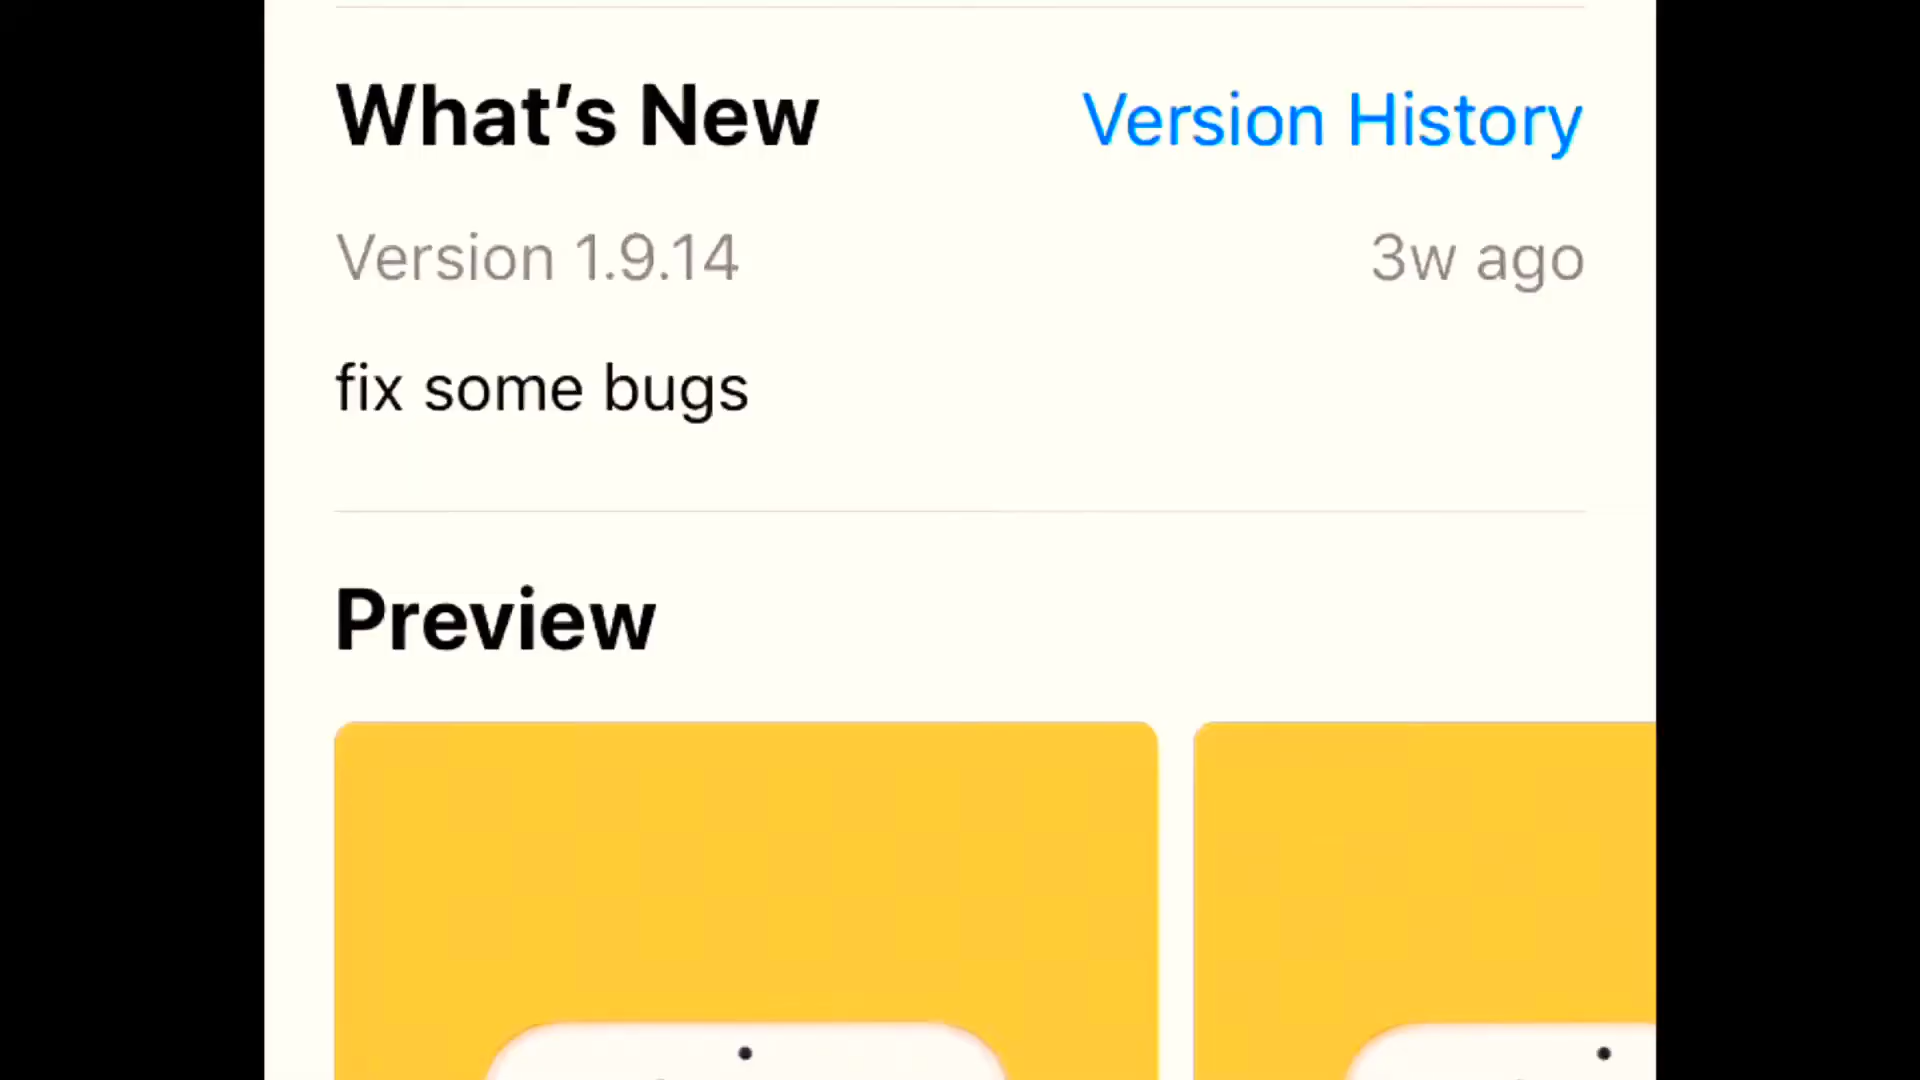 What's New
Version History
Version 1.9.14
3w ago
fix some bugs
Preview